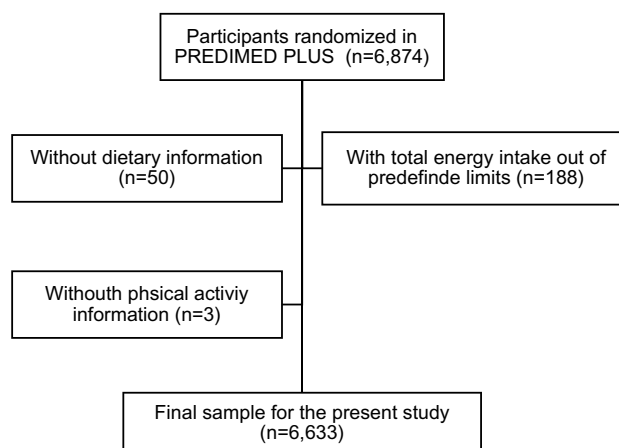 Participants randomized in
PREDIMED PLUS (n=6,874)
Without dietary information
(n=50)
With total energy intake out of
predefinde limits (n=188)
Withouth phsical activiy
information (n=3)
Final sample for the present study
(n=6,633)